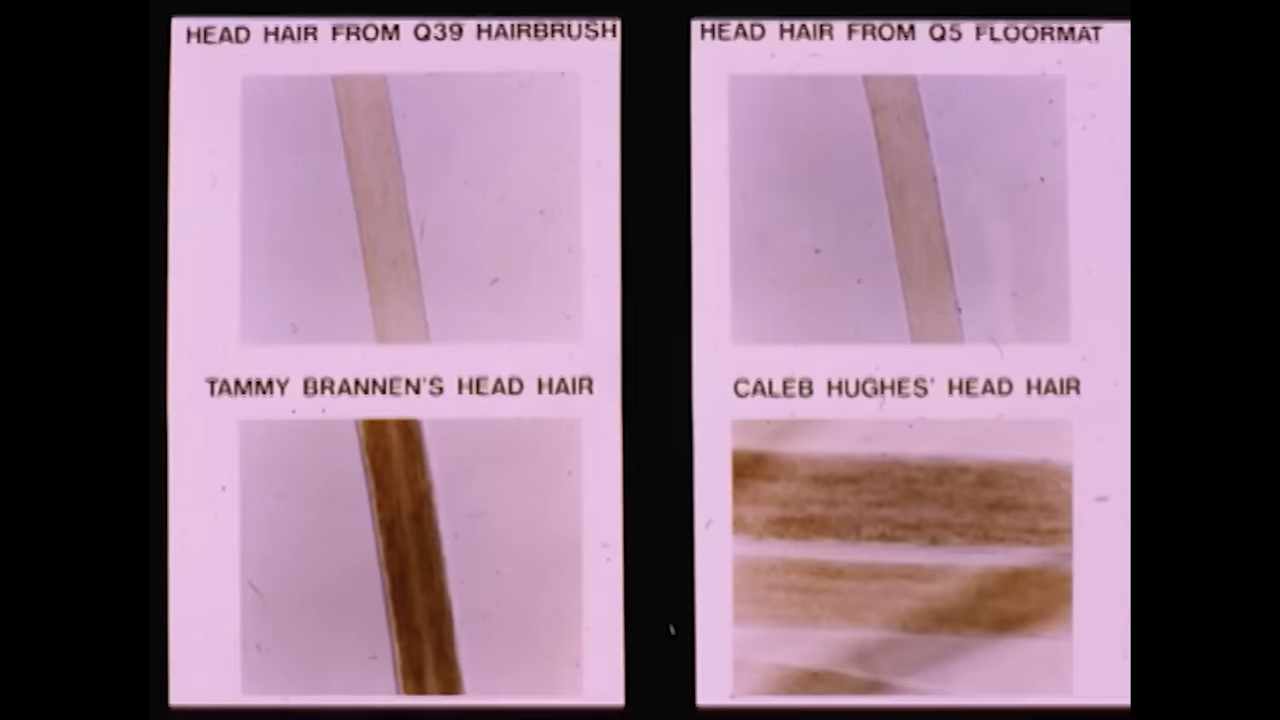 HEAD HAIR FROM Q39 HAIRBRUSH
TAMMY BRANNEN'S HEAD HAIR
HEAD HAIR FROM Q5 FLOORMAT
CALEB HUGHES' HEAD HAIR